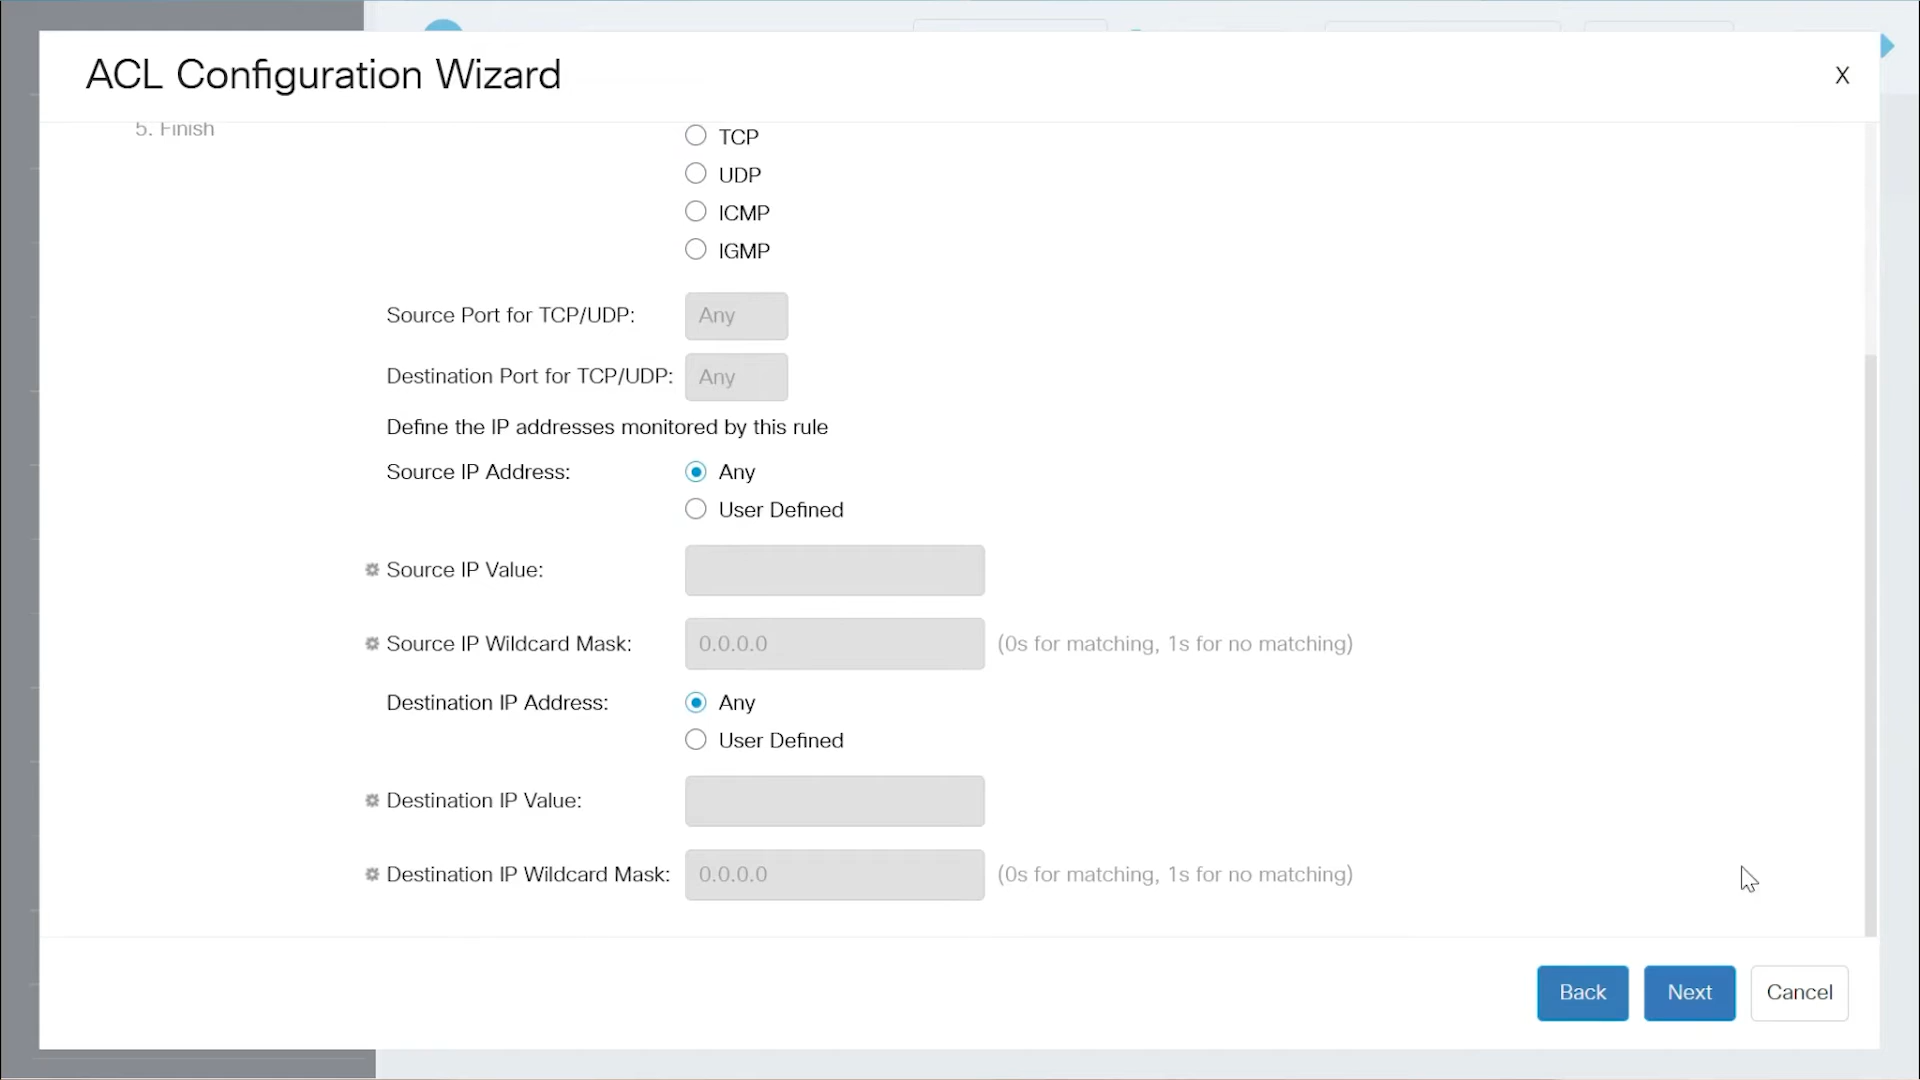 ACL Configuration Wizard
X
5. Finish
TCP
UDP
ICMP
IGMP
Source Port for TCP/UDP: Any
Destination Port for TCP/UDP: Any
Define the IP addresses monitored by this rule
Source IP Address: Any
User Defined
Source IP Value:
Source IP Wildcard Mask: 0.0.0.0 (0s for matching, 1s for no matching)
Destination IP Address: Any
User Defined
Destination IP Value:
Destination IP Wildcard Mask: 0.0.0.0 (0s for matching, 1s for no matching)
Back Next Cancel